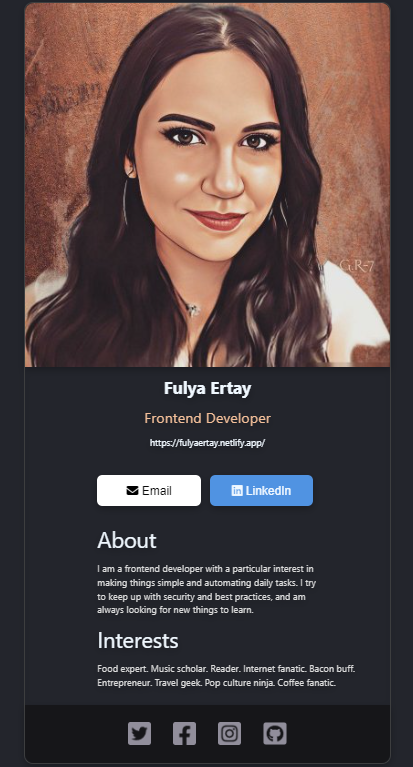 G.R-7
Fulya Ertay
Frontend Developer
https://fulyaertay.netlify.app/
Email
LinkedIn
About
I am a frontend developer with a particular interest in
making things simple and automating daily tasks. I try
to keep up with security and best practices, and am
always looking for new things to learn.
Interests
Food expert. Music scholar. Reader. Internet fanatic. Bacon buff.
Entrepreneur. Travel geek. Pop culture ninja. Coffee fanatic.